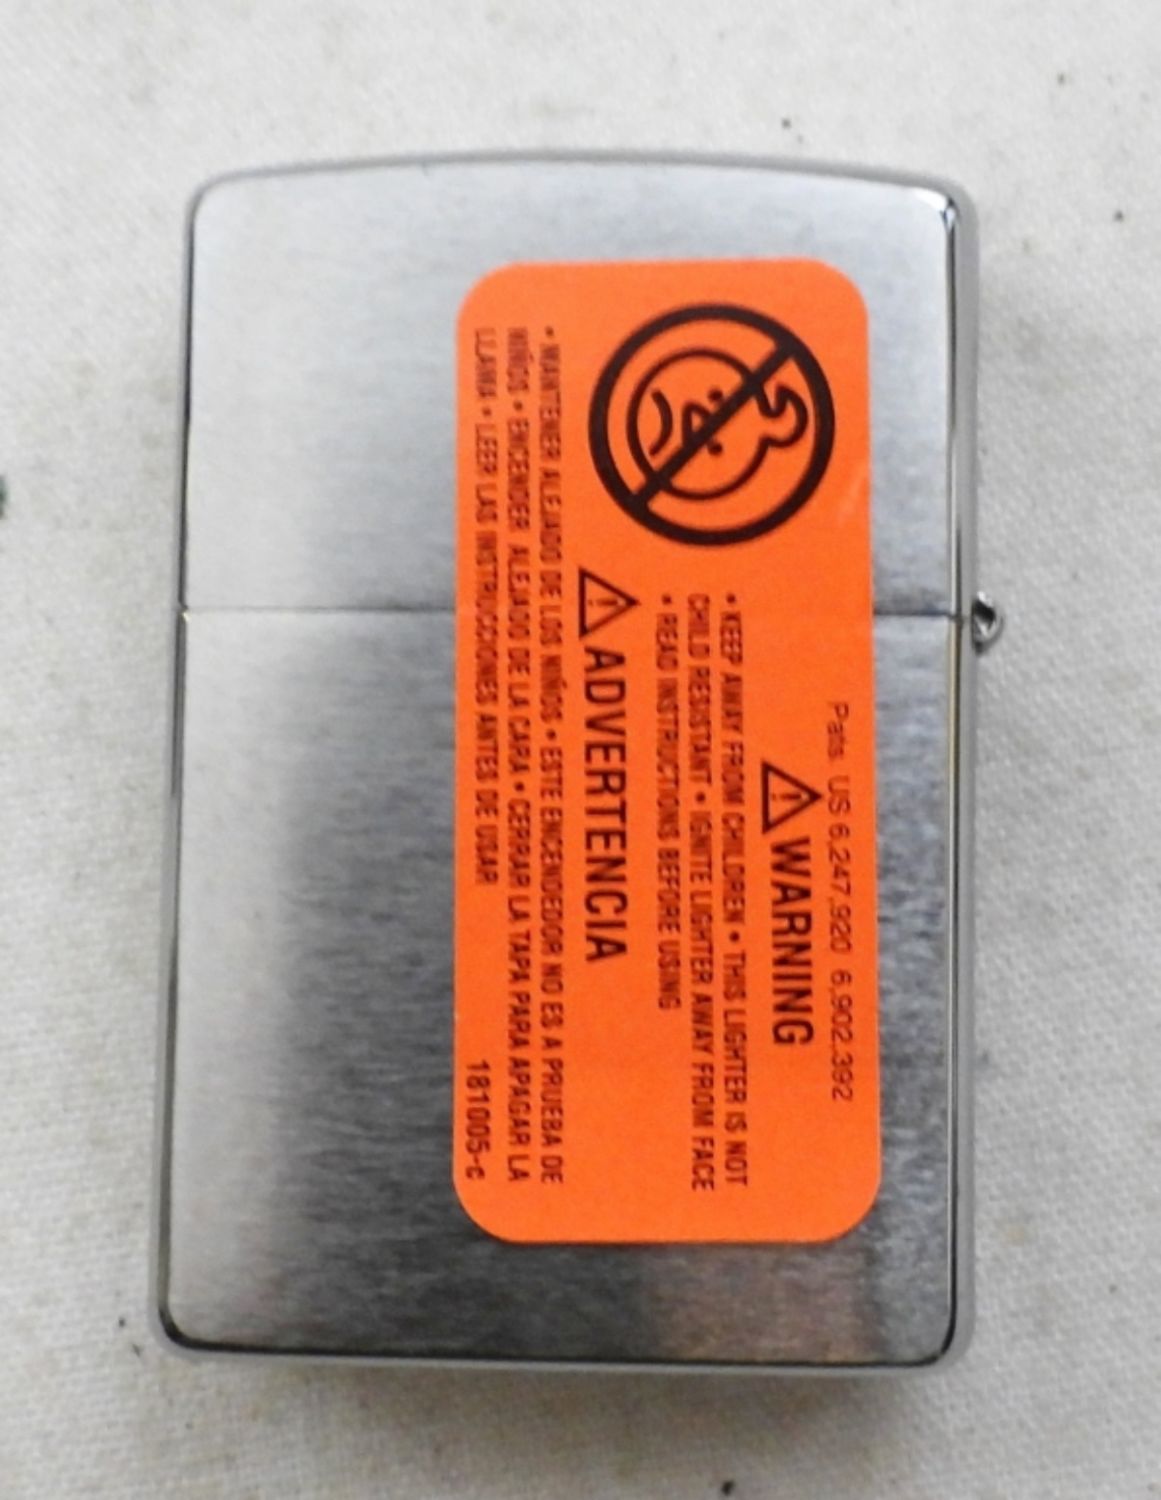 Pats. US 6,247,920 6,902,392
⚠ WARNING
• KEEP AWAY FROM CHILDREN • THIS LIGHTER IS NOT
CHILD RESISTANT • IGNITE LIGHTER AWAY FROM FACE
• READ INSTRUCTIONS BEFORE USING
⚠ ADVERTENCIA
• MANTENER ALEJADO DE LOS NIÑOS • ESTE ENCENDEDOR NO ES A PRUEBA DE
NIÑOS • ENCENDER ALEJADO DE LA CARA • CERRAR LA TAPA PARA APAGAR LA
LLAMA • LEER LAS INSTRUCCIONES ANTES DE USAR
181005-c